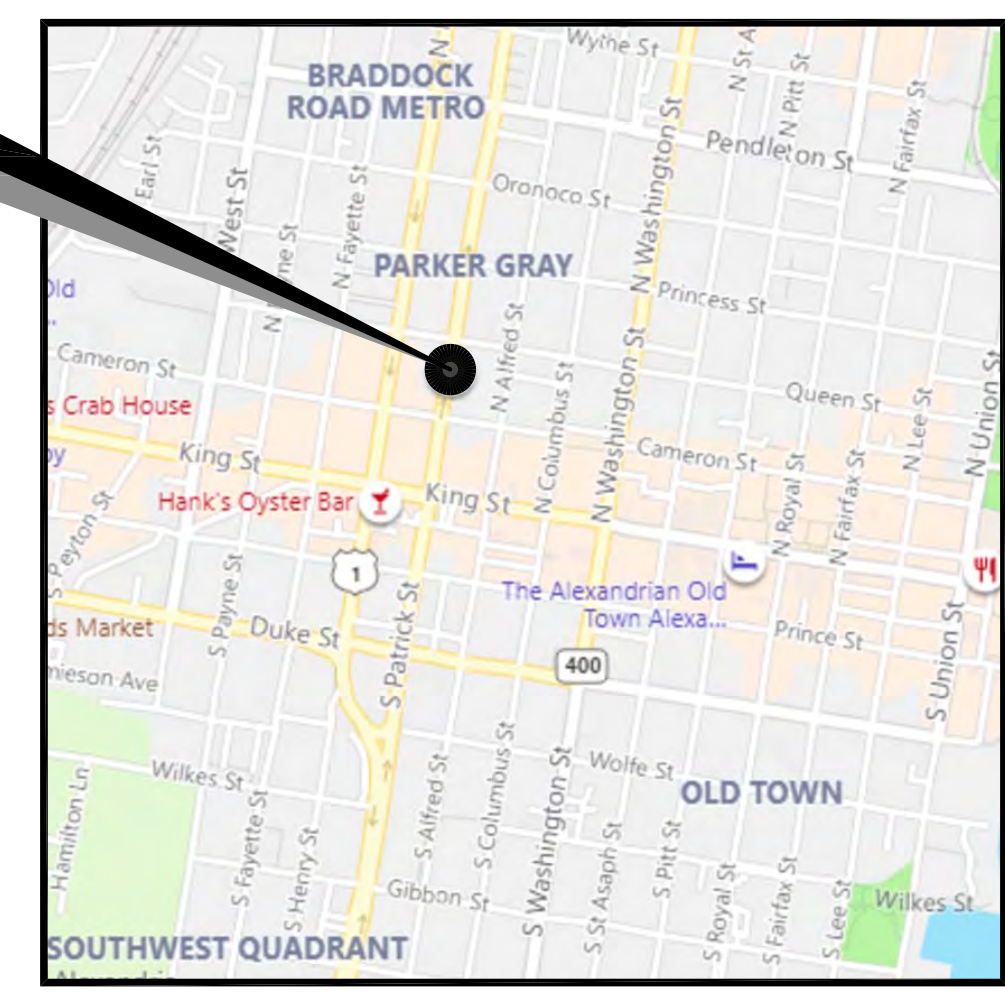 Wythe St
N
N St A
N Pitt St
BRADDOCK
ROAD METRO
N Fairfax St
N Washington St
Pendleton St
Earl St
West St
N Fayette St
Oronoco St
PARKER GRAY
Princess St
N Alfred St
N Washington St
Cameron St
N Columbus St
Queen St
N Lee St
N Union St
s Crab House
King St
Cameron St
Hank's Oyster Bar
King St
N Royal St
N Fairfax St
S Peyton St
1
The Alexandrian Old
Town Alexa...
S Payne St
ds Market
Duke St
S Patrick St
400
Prince St
S Union St
mieson Ave
Wilkes St
Wolfe St
OLD TOWN
Hamilton Ln
S Fayette St
S Henry St
S Alfred St
S Columbus St
S Washington St
S St Asaph St
S Pitt St
S Royal St
S Fairfax St
S Lee St
Gibbon St
Wilkes St
SOUTHWEST QUADRANT